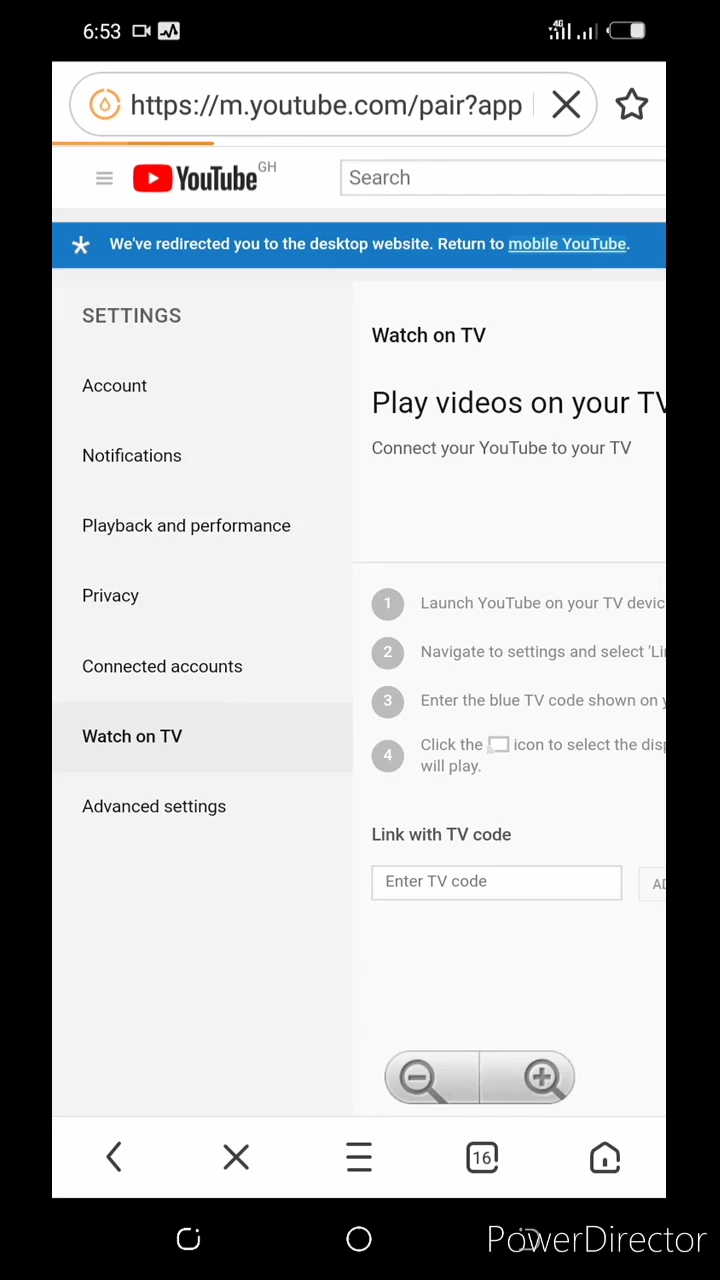 6:53
4G
https://m.youtube.com/pair?app
YouTube GH
Search
We've redirected you to the desktop website. Return to mobile YouTube.
SETTINGS
Account
Notifications
Playback and performance
Privacy
Connected accounts
Watch on TV
Advanced settings
Watch on TV
Play videos on your TV
Connect your YouTube to your TV
1 Launch YouTube on your TV devic
2 Navigate to settings and select 'Li
3 Enter the blue TV code shown on y
4 Click the icon to select the disp
will play.
Link with TV code
Enter TV code
AD
16
PowerDirector